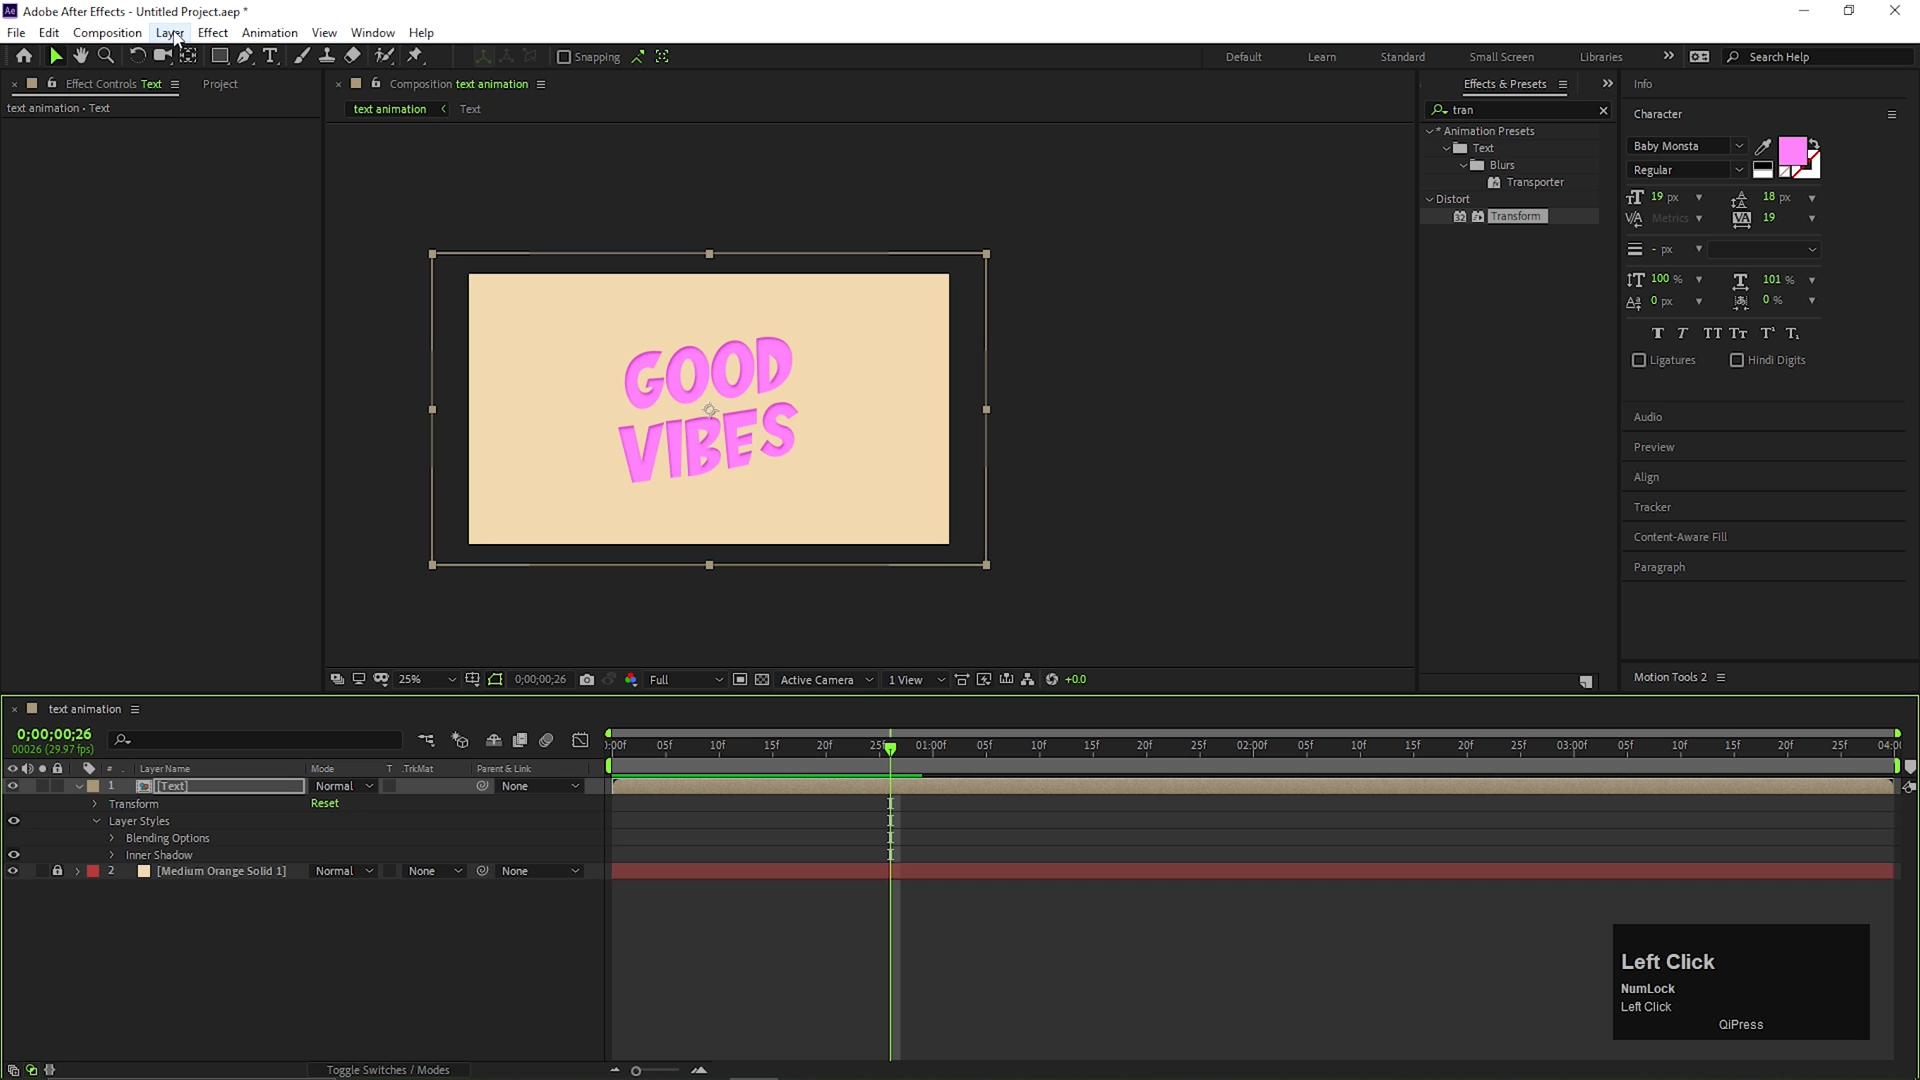 Ae Adobe After Effects - Untitled Project.aep *
File Edit Composition Layer Effect Animation View Window Help
Snapping Default Learn Standard Small Screen Libraries Search Help
Effect Controls Text Project
text animation • Text
Composition text animation
text animation Text
GOOD
VIBES
25% 0;00;00;26 Full Active Camera 1 View +0.0
Effects & Presets
tran
* Animation Presets
Text
Blurs
Transporter
Distort
32 Transform
Info
Character
Baby Monsta
Regular
19 px 18 px
Metrics 19
- px
100 % 101 %
0 px 0 %
T T TT Tt T¹ T₁
Ligatures Hindi Digits
Audio
Preview
Align
Tracker
Content-Aware Fill
Paragraph
Motion Tools 2
text animation
0;00;00;26
00026 (29.97 fps)
# Layer Name Mode T .TrkMat Parent & Link
1 [Text] Normal None
Transform Reset
Layer Styles
Blending Options
Inner Shadow
2 [Medium Orange Solid 1] Normal None None
):00f 05f 10f 15f 20f 25f 01:00f 05f 10f 15f 20f 25f 02:00f 05f 10f 15f 20f 25f 03:00f 05f 10f 15f 20f 25f 04:0(
Toggle Switches / Modes
Left Click
NumLock
Left Click
QiPress